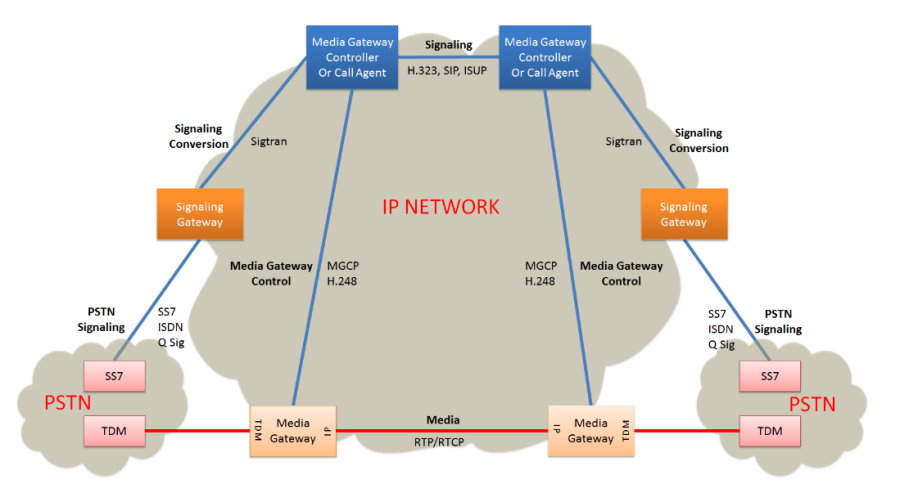 Media Gateway
Controller
Or Call Agent
Signaling
H.323, SIP, ISUP
Media Gateway
Controller
Or Call Agent
Signaling
Conversion
Sigtran
Sigtran
Signaling
Conversion
Signaling
Gateway
IP NETWORK
Signaling
Gateway
Media Gateway
Control
MGCP
H.248
MGCP
H.248
Media Gateway
Control
PSTN
Signaling
SS7
ISDN
Q Sig
SS7
ISDN
Q Sig
PSTN
Signaling
SS7
PSTN
TDM
TDM
Media
Gateway
IP
Media
RTP/RTCP
IP
Media
Gateway
TDM
SS7
PSTN
TDM